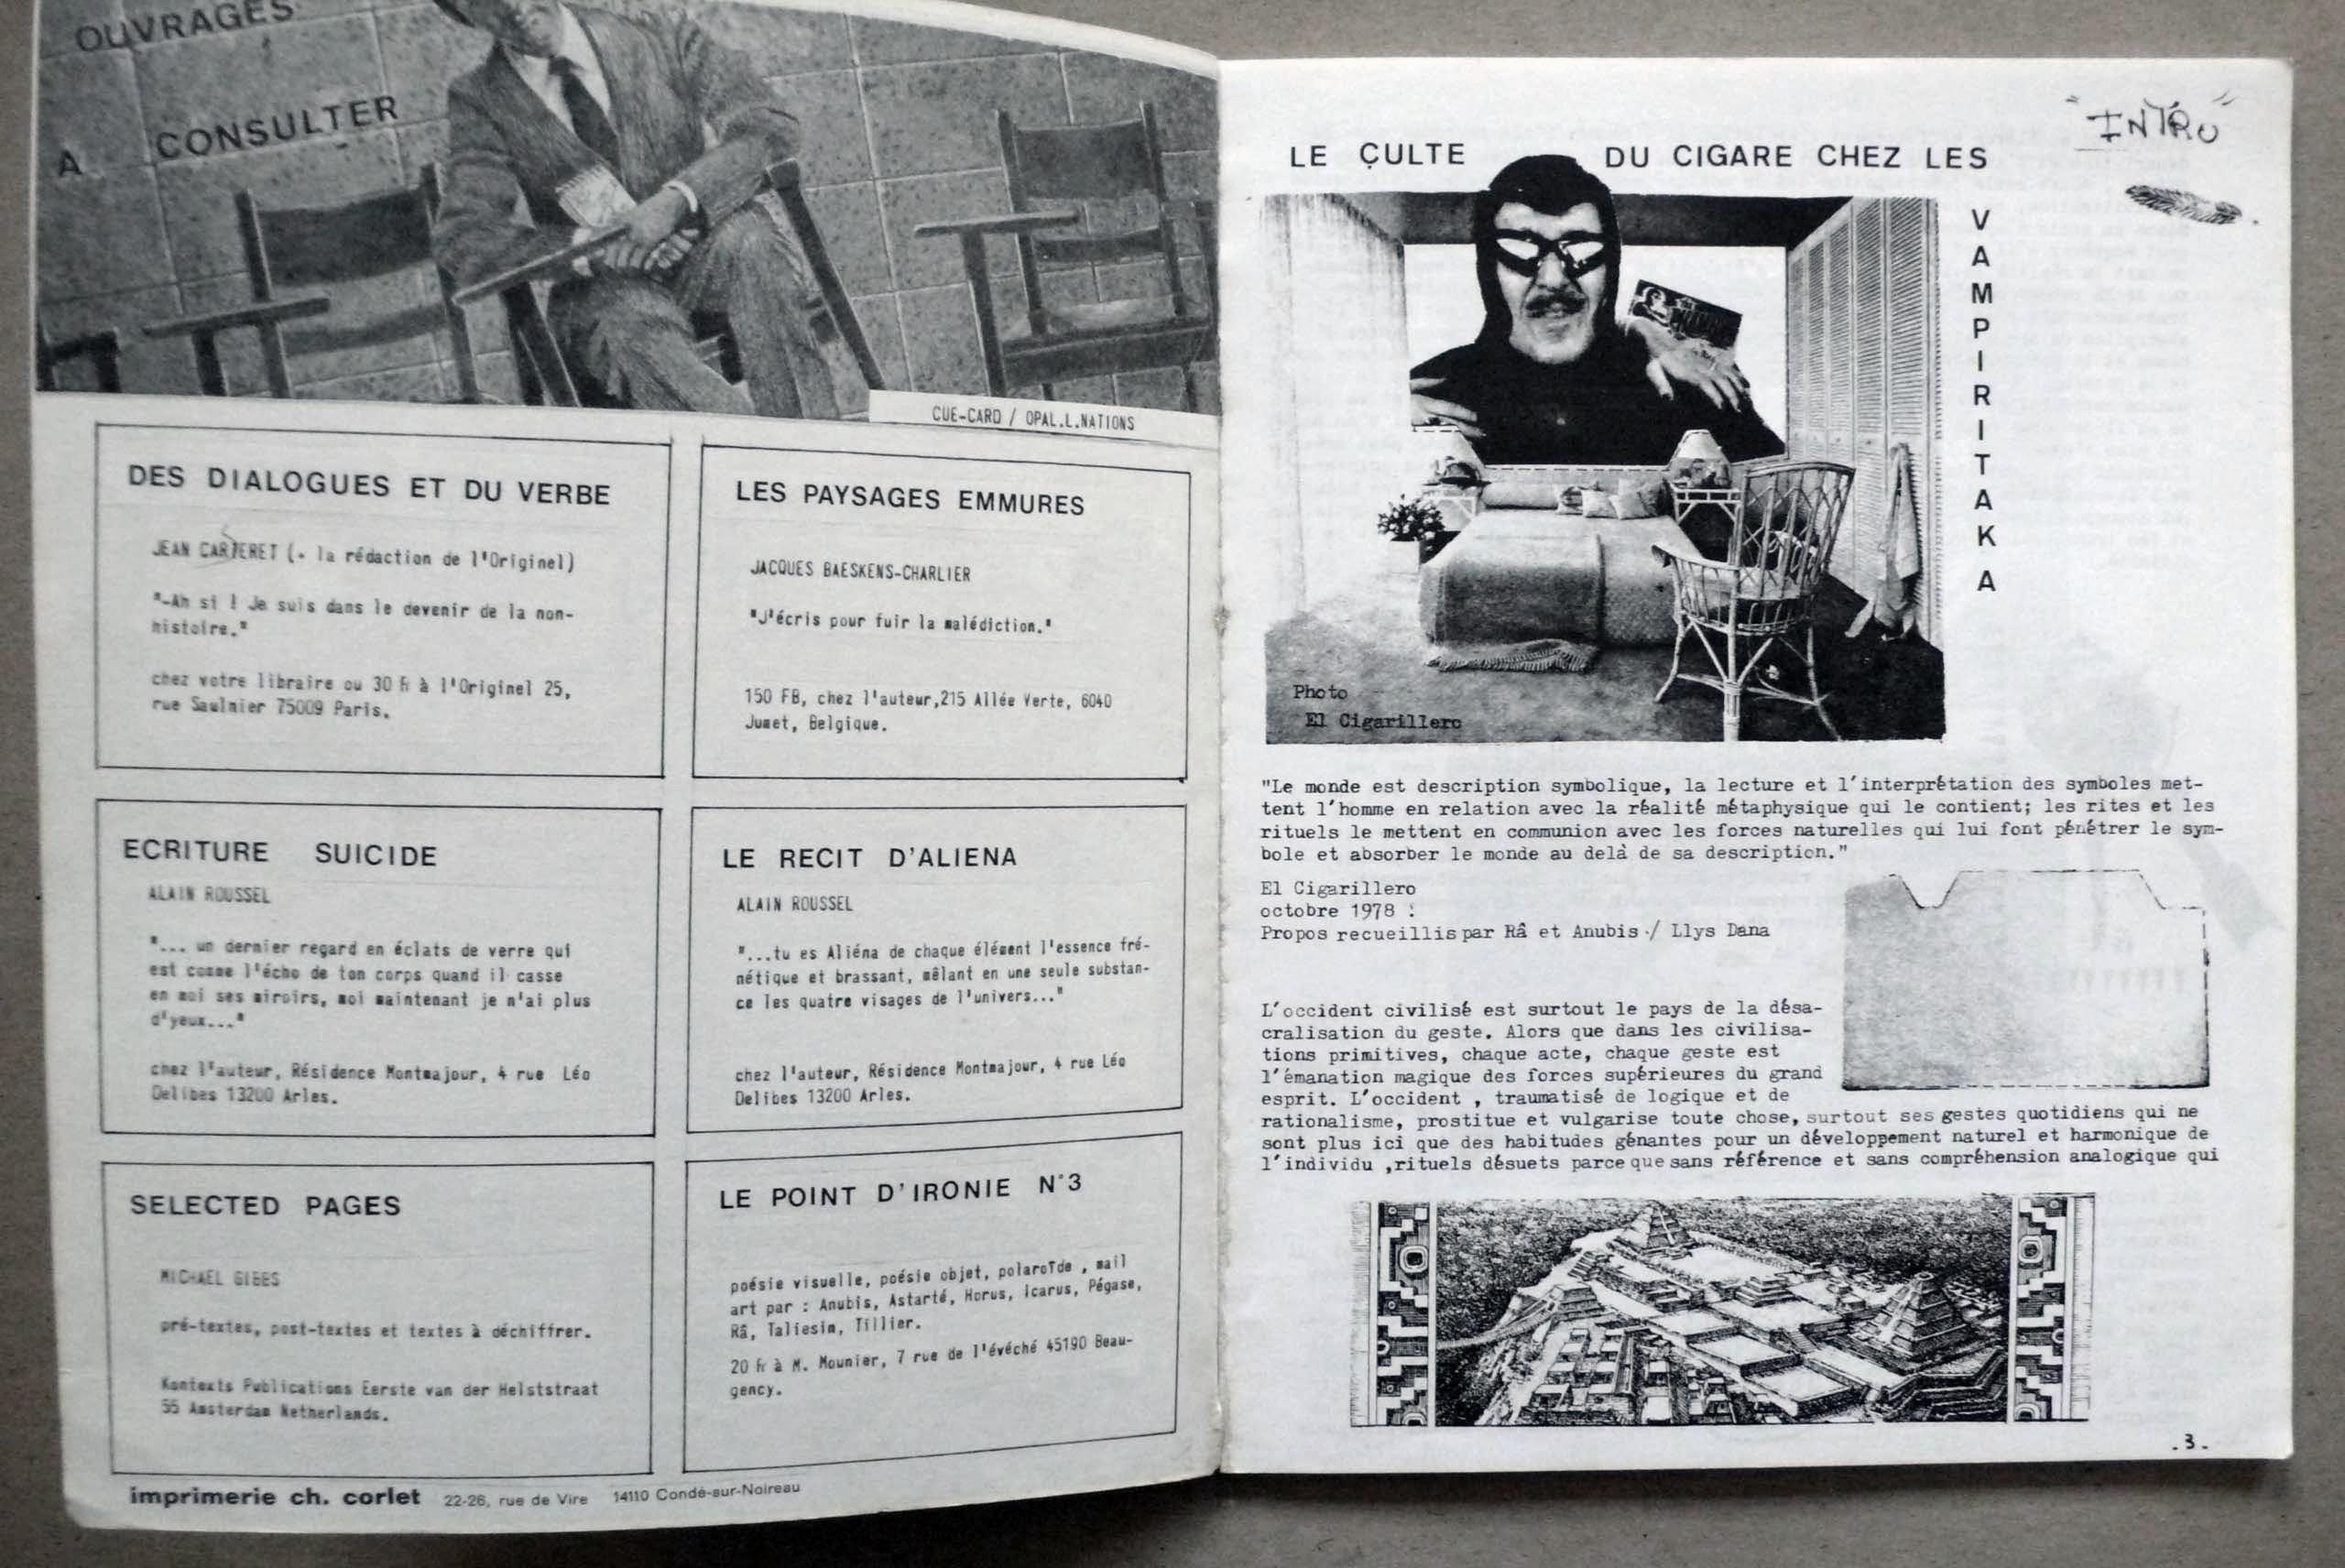 OUVRAGES
A CONSULTER
CUE-CARD / OPAL.L.NATIONS
DES DIALOGUES ET DU VERBE
JEAN CARTERET (. la rédaction de l'Originel)
"-Ah si ! Je suis dans le devenir de la non-
histoire."
chez votre libraire ou 30 fr à l'Originel 25,
rue Saulnier 75009 Paris.
LES PAYSAGES EMMURES
JACQUES BAESKENS-CHARLIER
"J'écris pour fuir la malédiction."
150 FB, chez l'auteur,215 Allée Verte, 6040
Jumet, Belgique.
ECRITURE SUICIDE
ALAIN ROUSSEL
"... un dernier regard en éclats de verre qui
est comme l'écho de ton corps quand il casse
en moi ses miroirs, moi maintenant je n'ai plus
d'yeux..."
chez l'auteur, Résidence Montmajour, 4 rue Léo
Delibes 13200 Arles.
LE RECIT D'ALIENA
ALAIN ROUSSEL
"...tu es Aliéna de chaque élément l'essence fré-
nétique et brassant, mêlant en une seule substan-
ce les quatre visages de l'univers..."
chez l'auteur, Résidence Montmajour, 4 rue Léo
Delibes 13200 Arles.
SELECTED PAGES
MICHAEL GIBBS
pré-textes, post-textes et textes à déchiffrer.
Kontexts Publications Eerste van der Helststraat
55 Amsterdam Netherlands.
LE POINT D'IRONIE N°3
poésie visuelle, poésie objet, polaroïde , mail
art par : Anubis, Astarté, Horus, Icarus, Pégase,
Râ, Taliesin, Tillier.
20 fr à M. Mounier, 7 rue de l'évéché 45190 Beau-
gency.
imprimerie ch. corlet 22-26, rue de Vire 14110 Condé-sur-Noireau
"INTRO"
LE ÇULTE DU CIGARE CHEZ LES
VAMPIRITAKA
Photo
El Cigarillero
"Le monde est description symbolique, la lecture et l'interprétation des symboles met-
tent l'homme en relation avec la réalité métaphysique qui le contient; les rites et les
rituels le mettent en communion avec les forces naturelles qui lui font pénétrer le sym-
bole et absorber le monde au delà de sa description."
El Cigarillero
octobre 1978 :
Propos recueillis par Râ et Anubis / Llys Dana
L'occident civilisé est surtout le pays de la désa-
cralisation du geste. Alors que dans les civilisa-
tions primitives, chaque acte, chaque geste est
l'émanation magique des forces supérieures du grand
esprit. L'occident , traumatisé de logique et de
rationalisme, prostitue et vulgarise toute chose, surtout ses gestes quotidiens qui ne
sont plus ici que des habitudes génantes pour un développement naturel et harmonique de
l'individu ,rituels désuets parce que sans référence et sans compréhension analogique qui
.3.